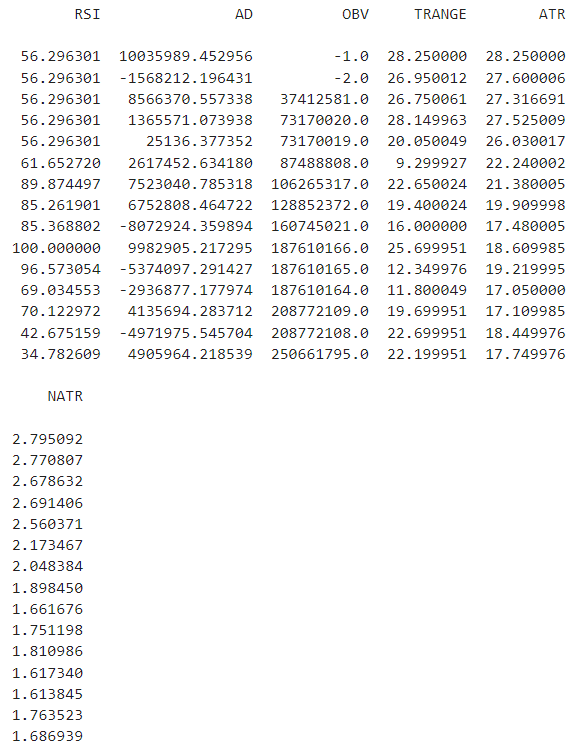 RSI AD OBV TRANGE ATR
56.296301 10035989.452956 -1.0 28.250000 28.250000
56.296301 -1568212.196431 -2.0 26.950012 27.600006
56.296301 8566370.557338 37412581.0 26.750061 27.316691
56.296301 1365571.073938 73170020.0 28.149963 27.525009
56.296301 25136.377352 73170019.0 20.050049 26.030017
61.652720 2617452.634180 87488808.0 9.299927 22.240002
89.874497 7523040.785318 106265317.0 22.650024 21.380005
85.261901 6752808.464722 128852372.0 19.400024 19.909998
85.368802 -8072924.359894 160745021.0 16.000000 17.480005
100.000000 9982905.217295 187610166.0 25.699951 18.609985
96.573054 -5374097.291427 187610165.0 12.349976 19.219995
69.034553 -2936877.177974 187610164.0 11.800049 17.050000
70.122972 4135694.283712 208772109.0 19.699951 17.109985
42.675159 -4971975.545704 208772108.0 22.699951 18.449976
34.782609 4905964.218539 250661795.0 22.199951 17.749976
NATR
2.795092
2.770807
2.678632
2.691406
2.560371
2.173467
2.048384
1.898450
1.661676
1.751198
1.810986
1.617340
1.613845
1.763523
1.686939